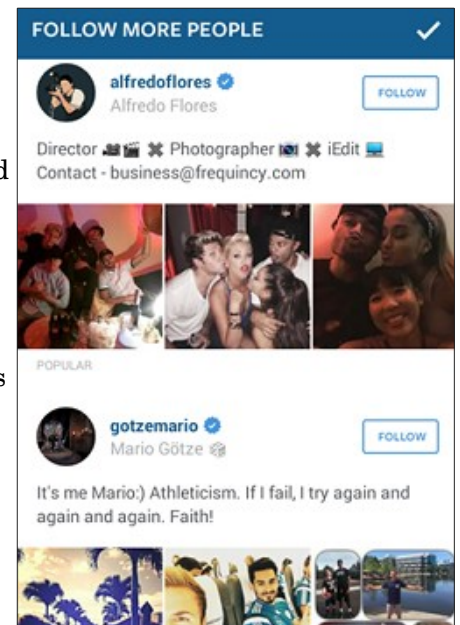 FOLLOW MORE PEOPLE
alfredoflores
FOLLOW
Alfredo Flores
Director 🎥🎬 ✖ Photographer 📷 ✖ iEdit 💻
Contact - business@frequincy.com
POPULAR
gotzemario
FOLLOW
Mario Götze 🎲
It's me Mario:) Athleticism. If I fail, I try again and
again and again. Faith!
d
s